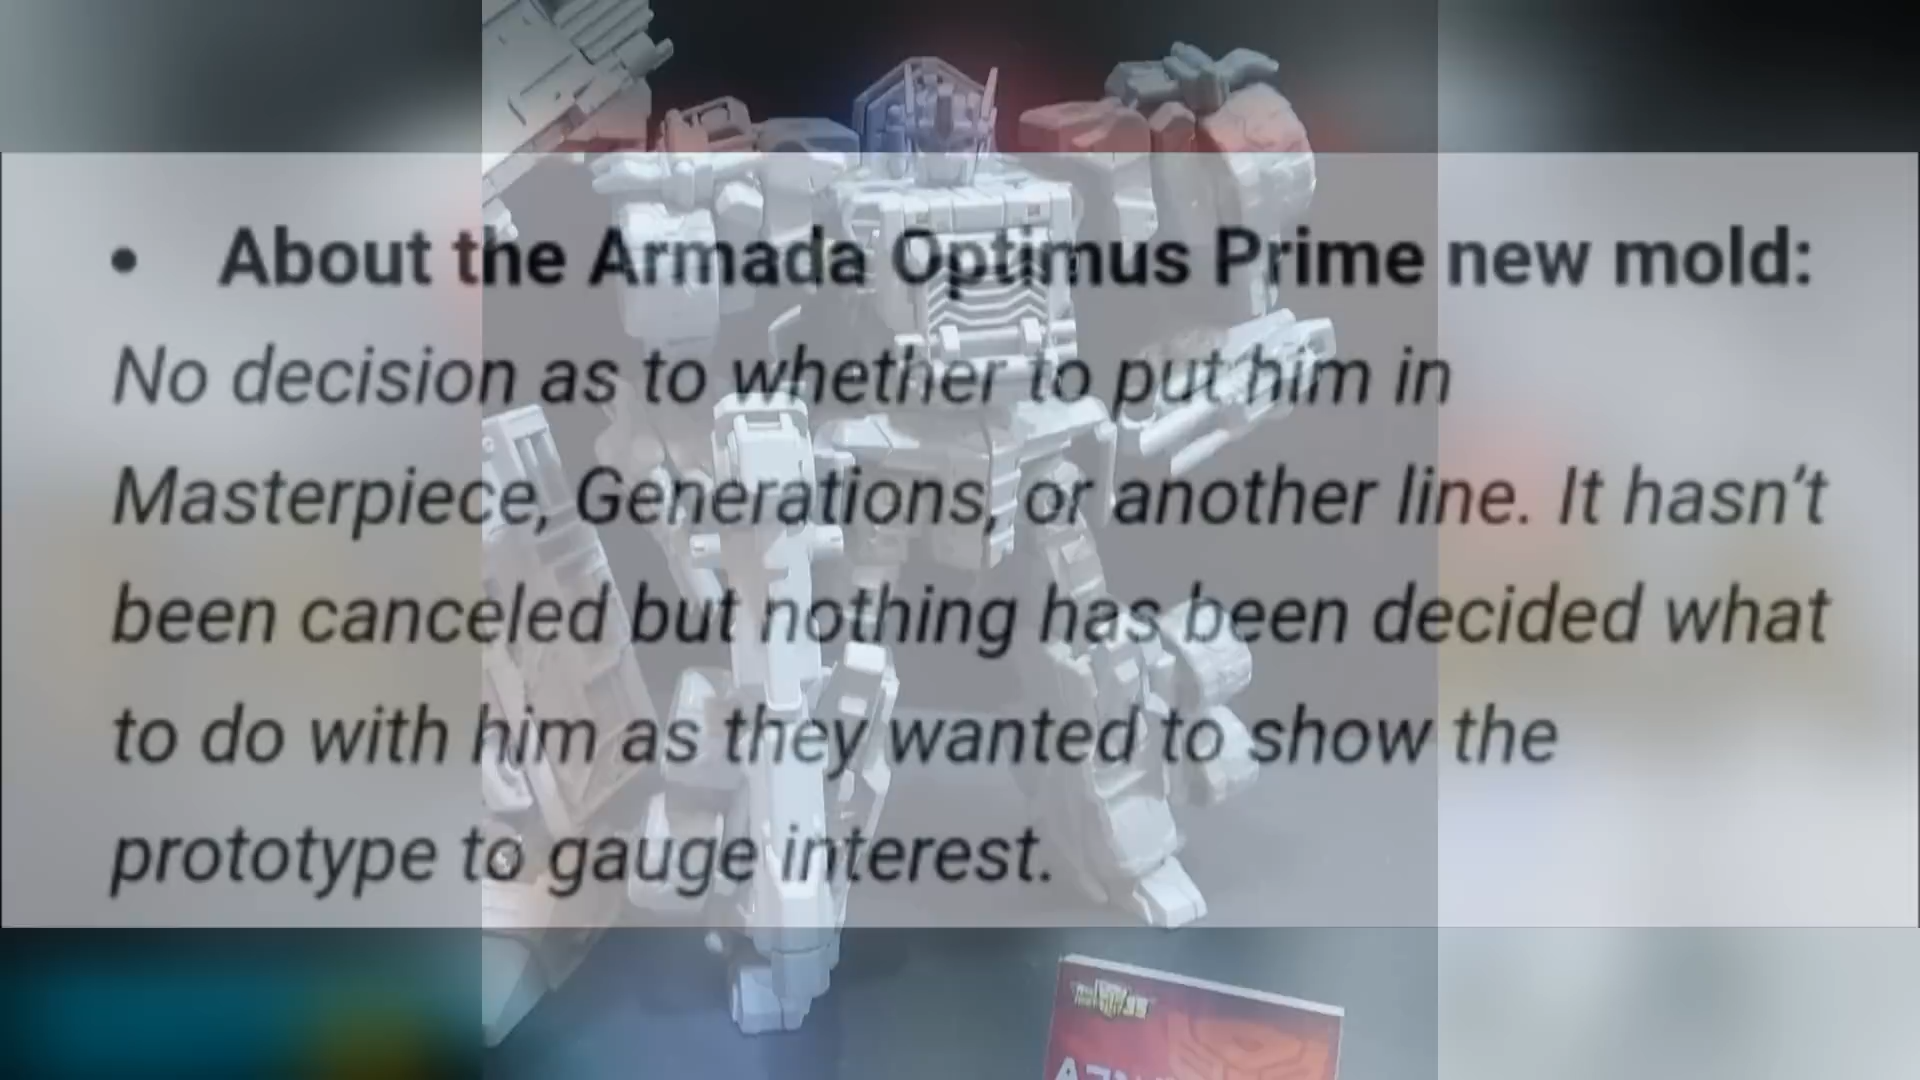 • About the Armada Optimus Prime new mold:
No decision as to whether to put him in
Masterpiece, Generations, or another line. It hasn't
been canceled but nothing has been decided what
to do with him as they wanted to show the
prototype to gauge interest.